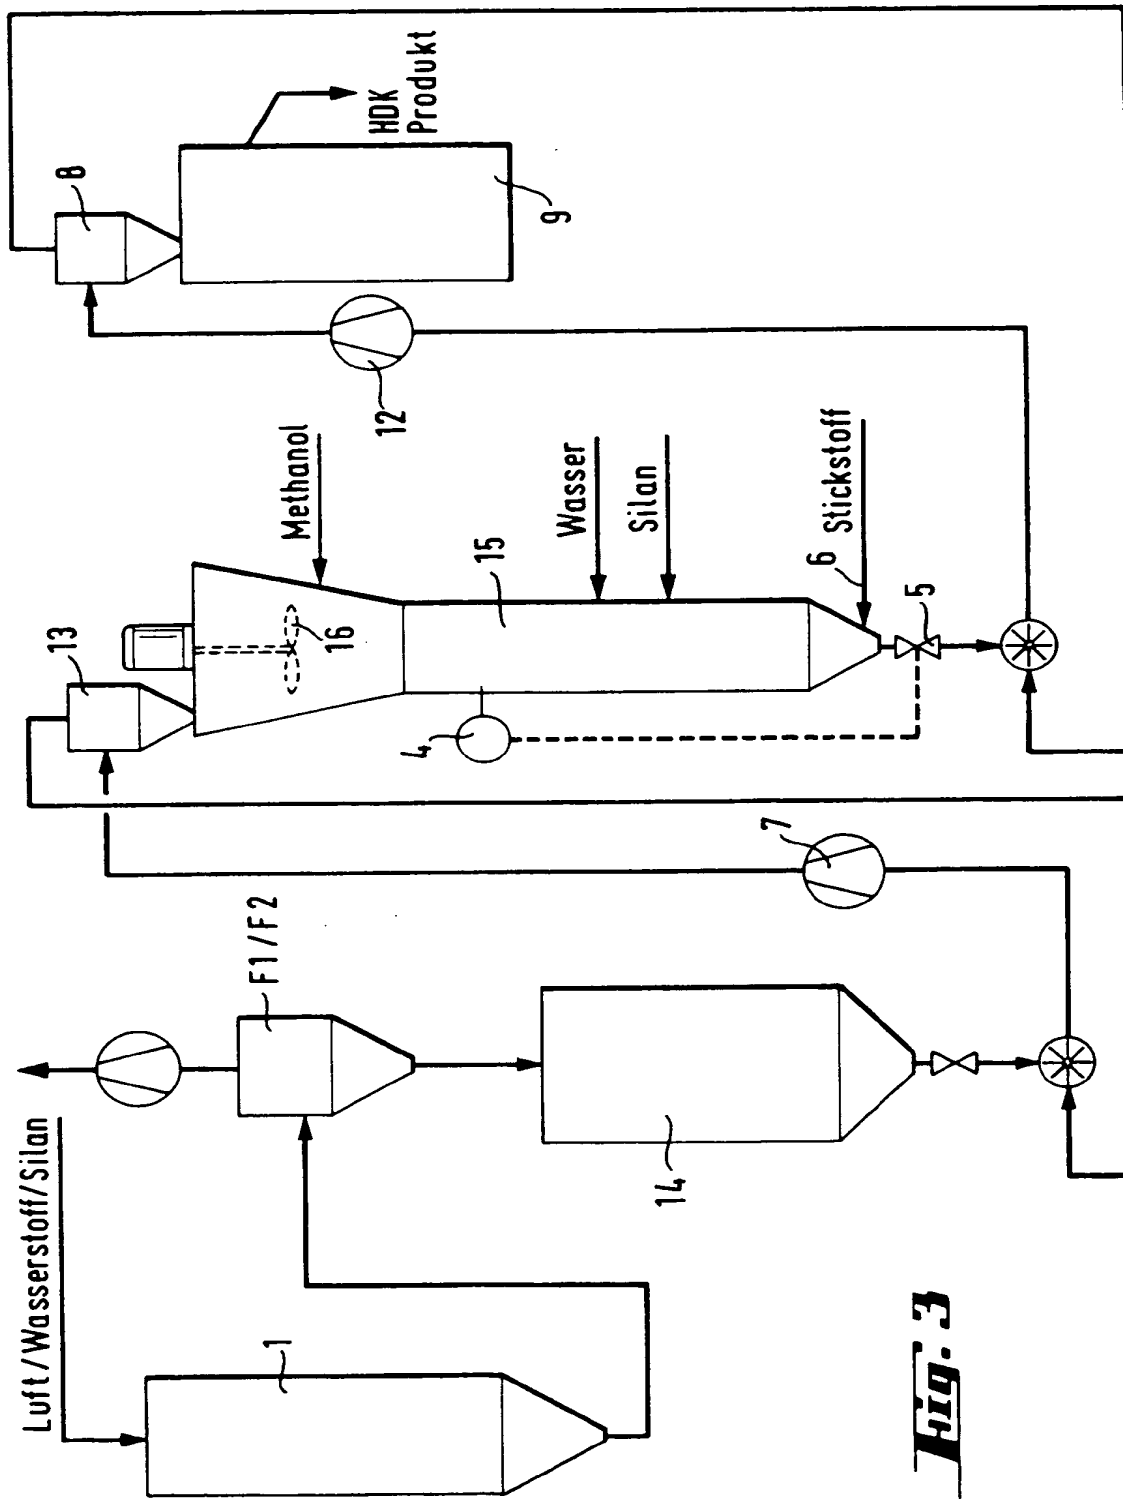 Luft/Wasserstoff/Silan
1
F1/F2
14
7
13
16
Methanol
4
15
Wasser
Silan
6
Stickstoff
5
12
8
9
HDK
Produkt
Fig. 3